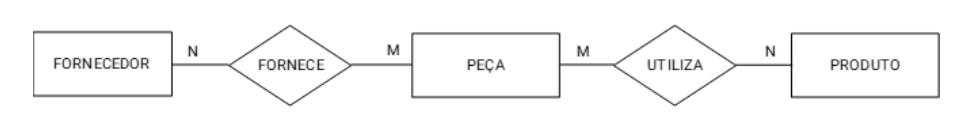 FORNECEDOR N FORNECE M PEÇA M UTILIZA N PRODUTO